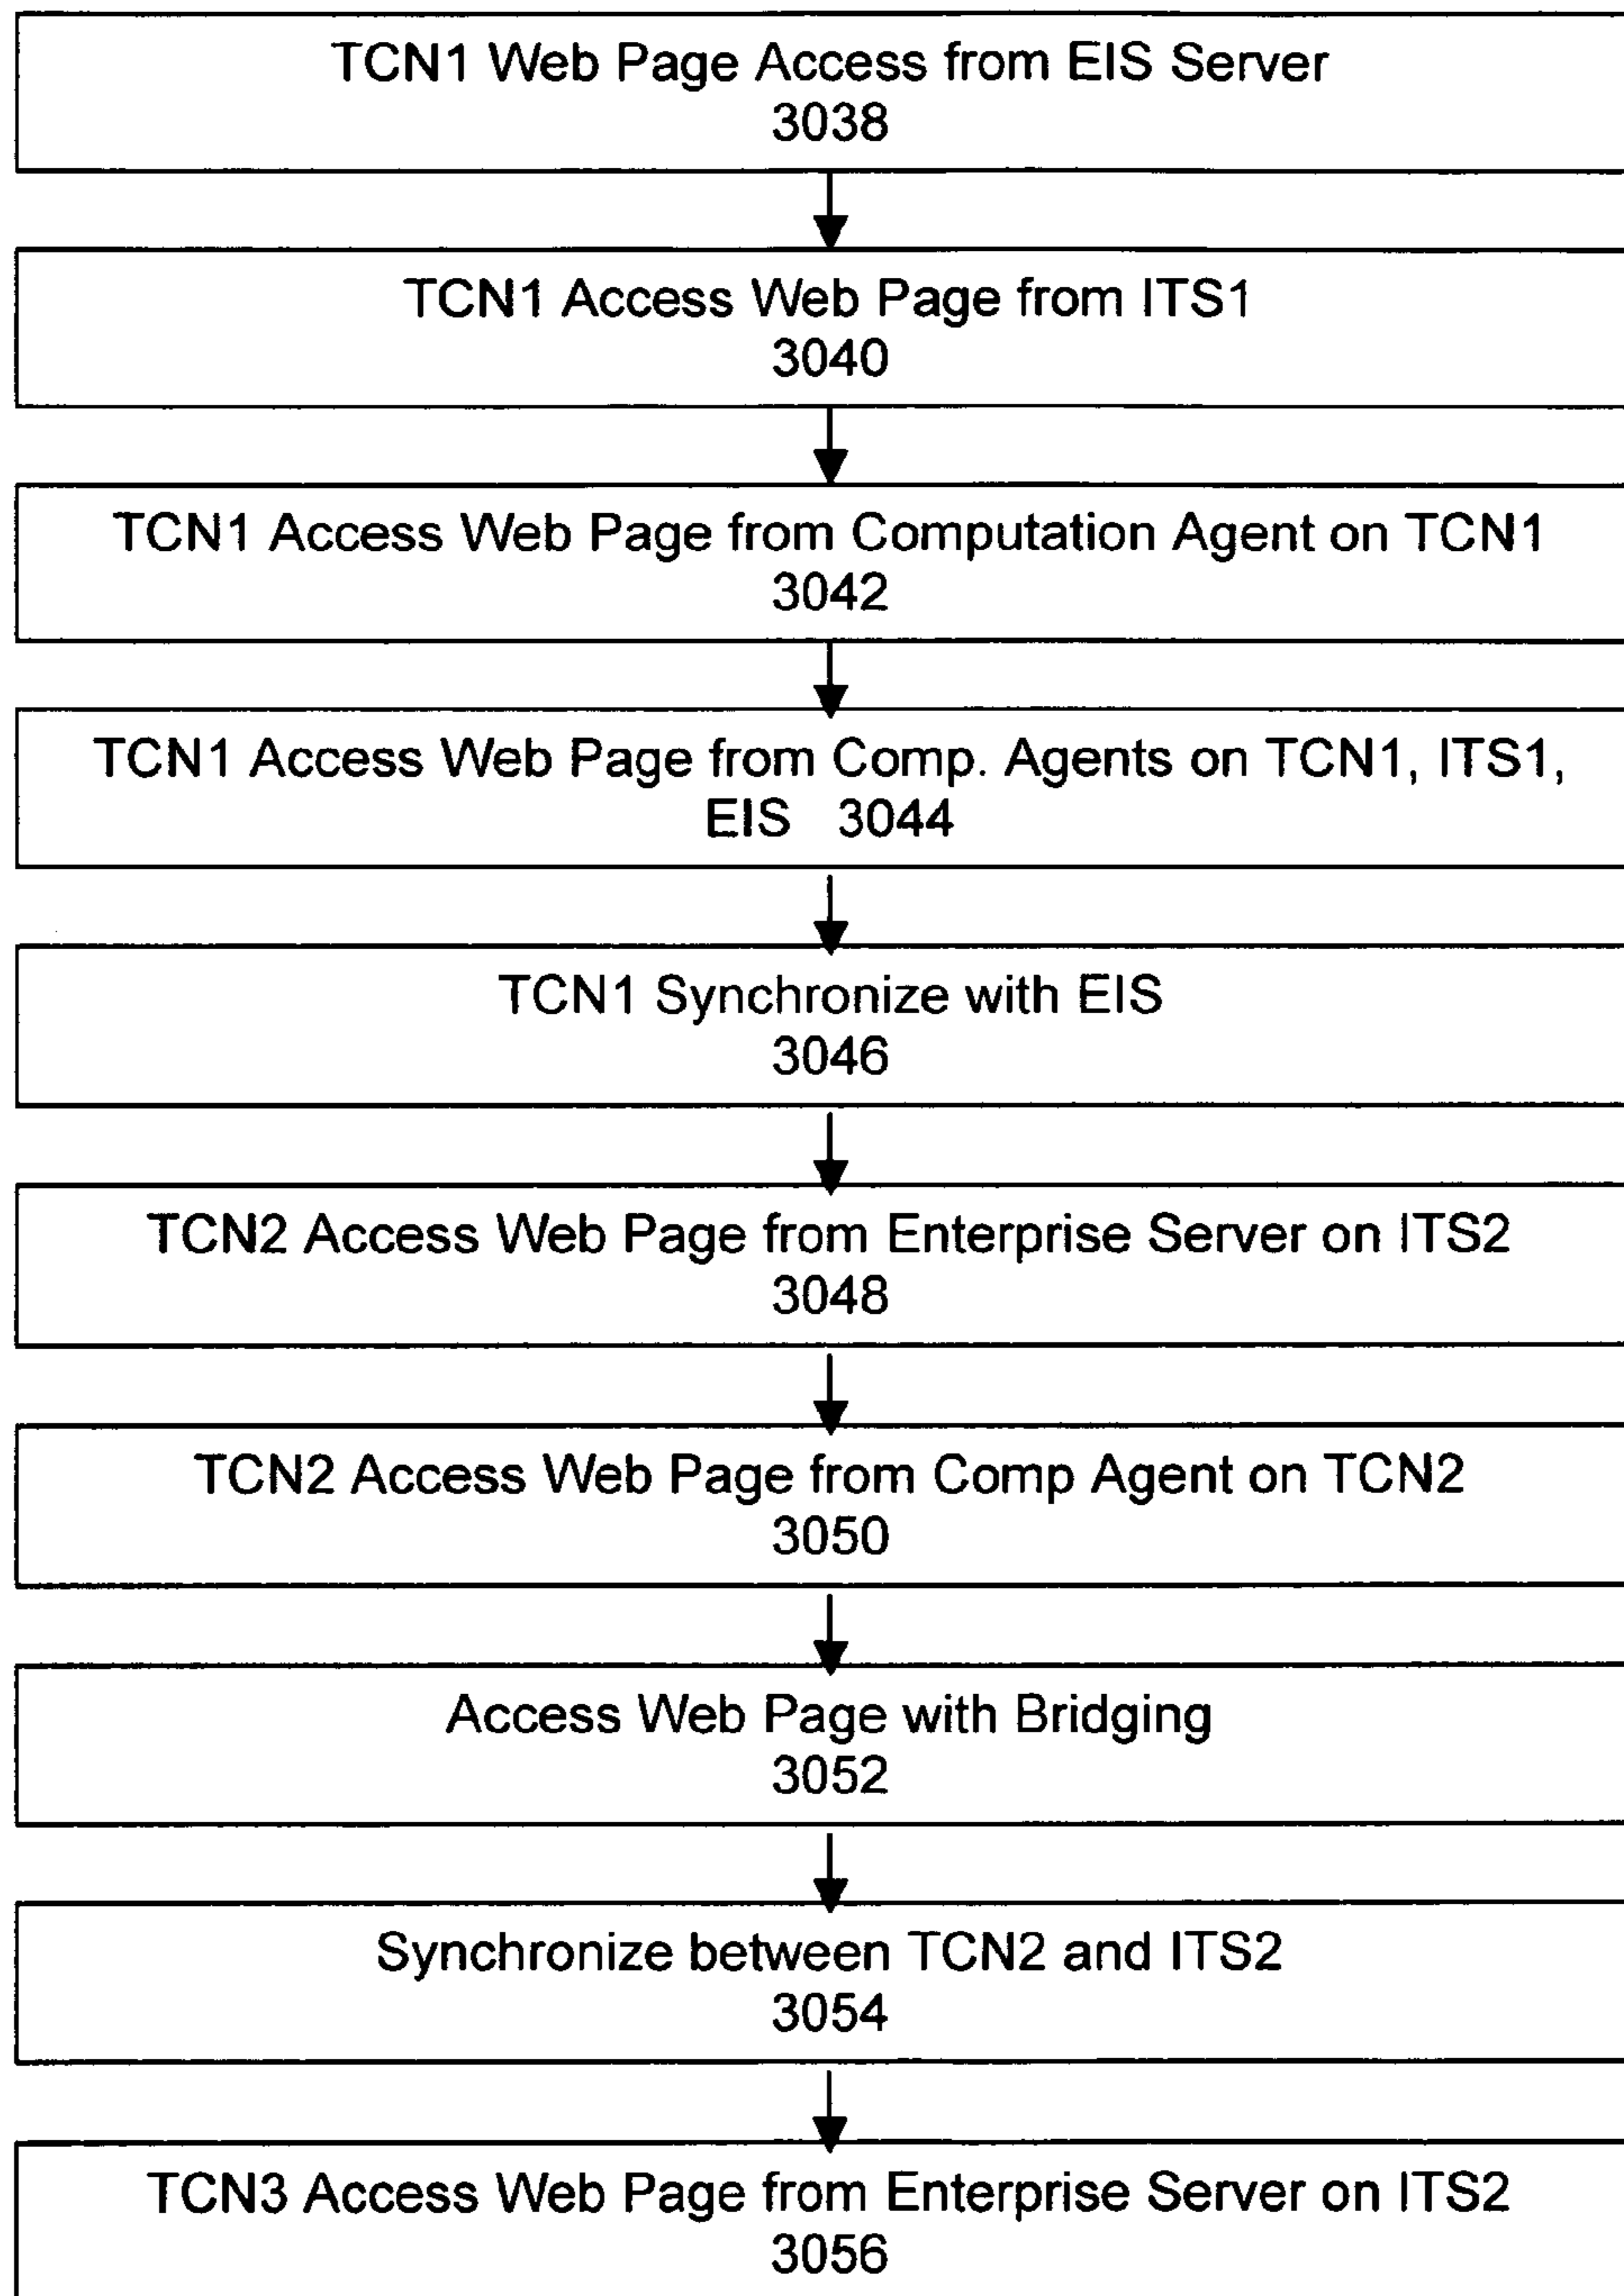 TCN1 Web Page Access from EIS Server
3038
TCN1 Access Web Page from ITS1
3040
TCN1 Access Web Page from Computation Agent on TCN1
3042
TCN1 Access Web Page from Comp. Agents on TCN1, ITS1,
EIS 3044
TCN1 Synchronize with EIS
3046
TCN2 Access Web Page from Enterprise Server on ITS2
3048
TCN2 Access Web Page from Comp Agent on TCN2
3050
Access Web Page with Bridging
3052
Synchronize between TCN2 and ITS2
3054
TCN3 Access Web Page from Enterprise Server on ITS2
3056